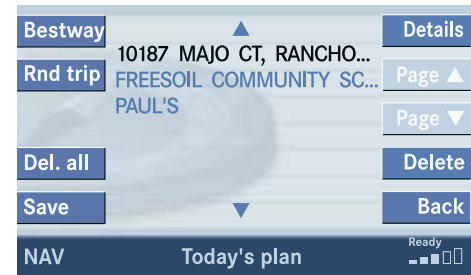 Bestway
Details
10187 MAJO CT, RANCHO...
Rnd trip
FREESOIL COMMUNITY SC...
Page
PAUL'S
Page
Del. all
Delete
Save
Back
NAV
Today's plan
Ready